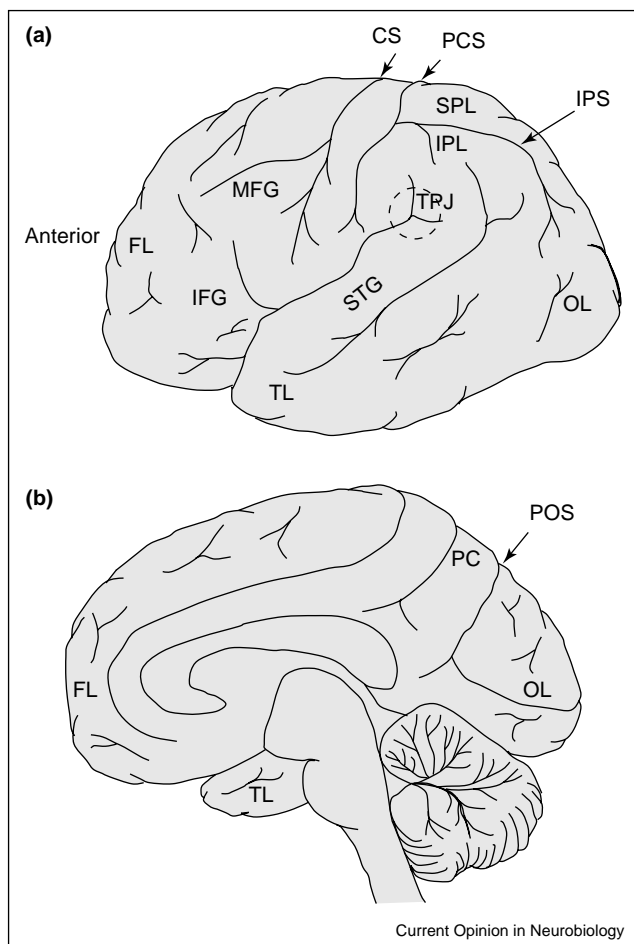 (a)
CS
PCS
SPL
IPS
IPL
MFG
TPJ
Anterior
FL
IFG
STG
OL
TL
(b)
POS
PC
FL
OL
TL
Current Opinion in Neurobiology